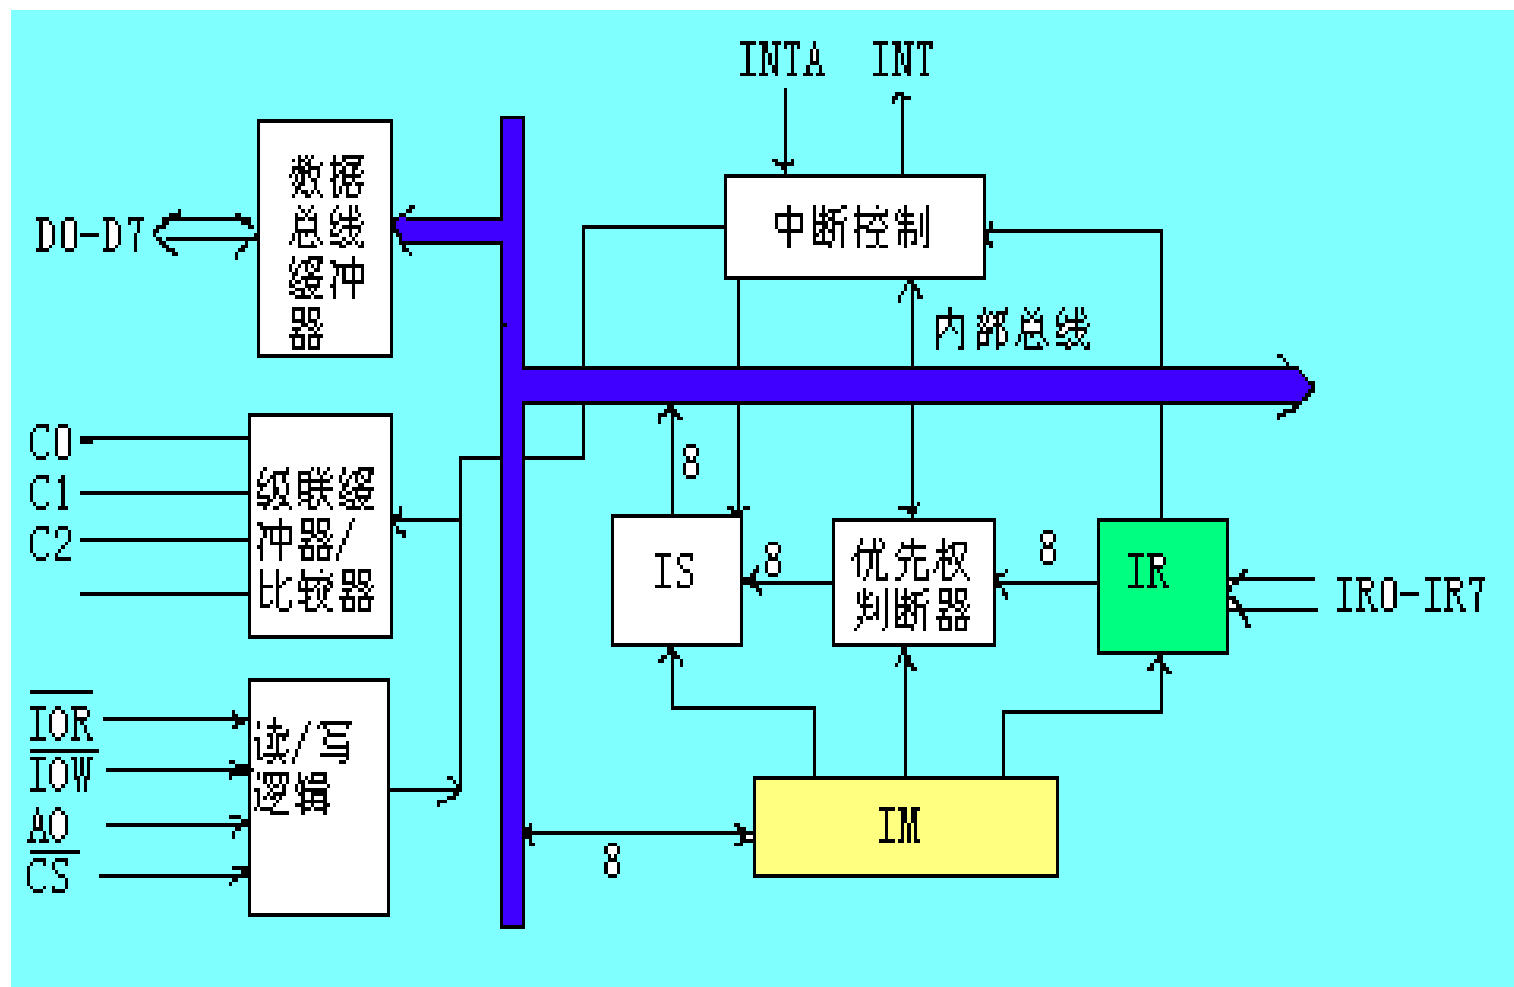 INTA INT
数据
总线
缓冲
器
D0-D7
中断控制
内部总线
C0
C1
C2
级联缓
冲器/
比较器
8
IS
8
优先权
判断器
8
IR
IR0-IR7
IOR
IOW
A0
CS
读/写
逻辑
IM
8